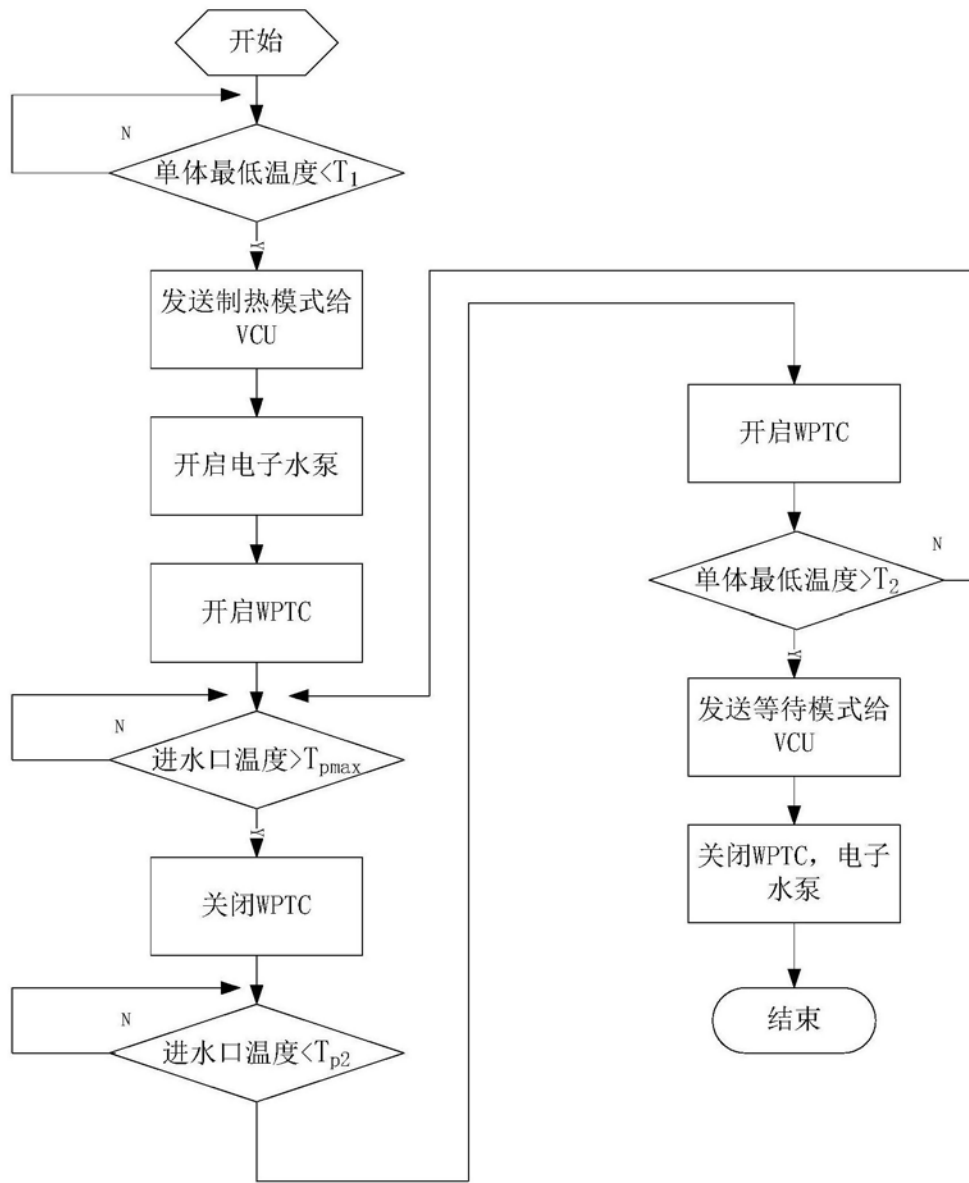 开始
N
单体最低温度<T₁
Y
发送制热模式给
VCU
开启电子水泵
开启WPTC
N
进水口温度>Tₚₘₐₓ
Y
关闭WPTC
N
进水口温度<Tₚ₂
开启WPTC
N
单体最低温度>T₂
Y
发送等待模式给
VCU
关闭WPTC，电子
水泵
结束